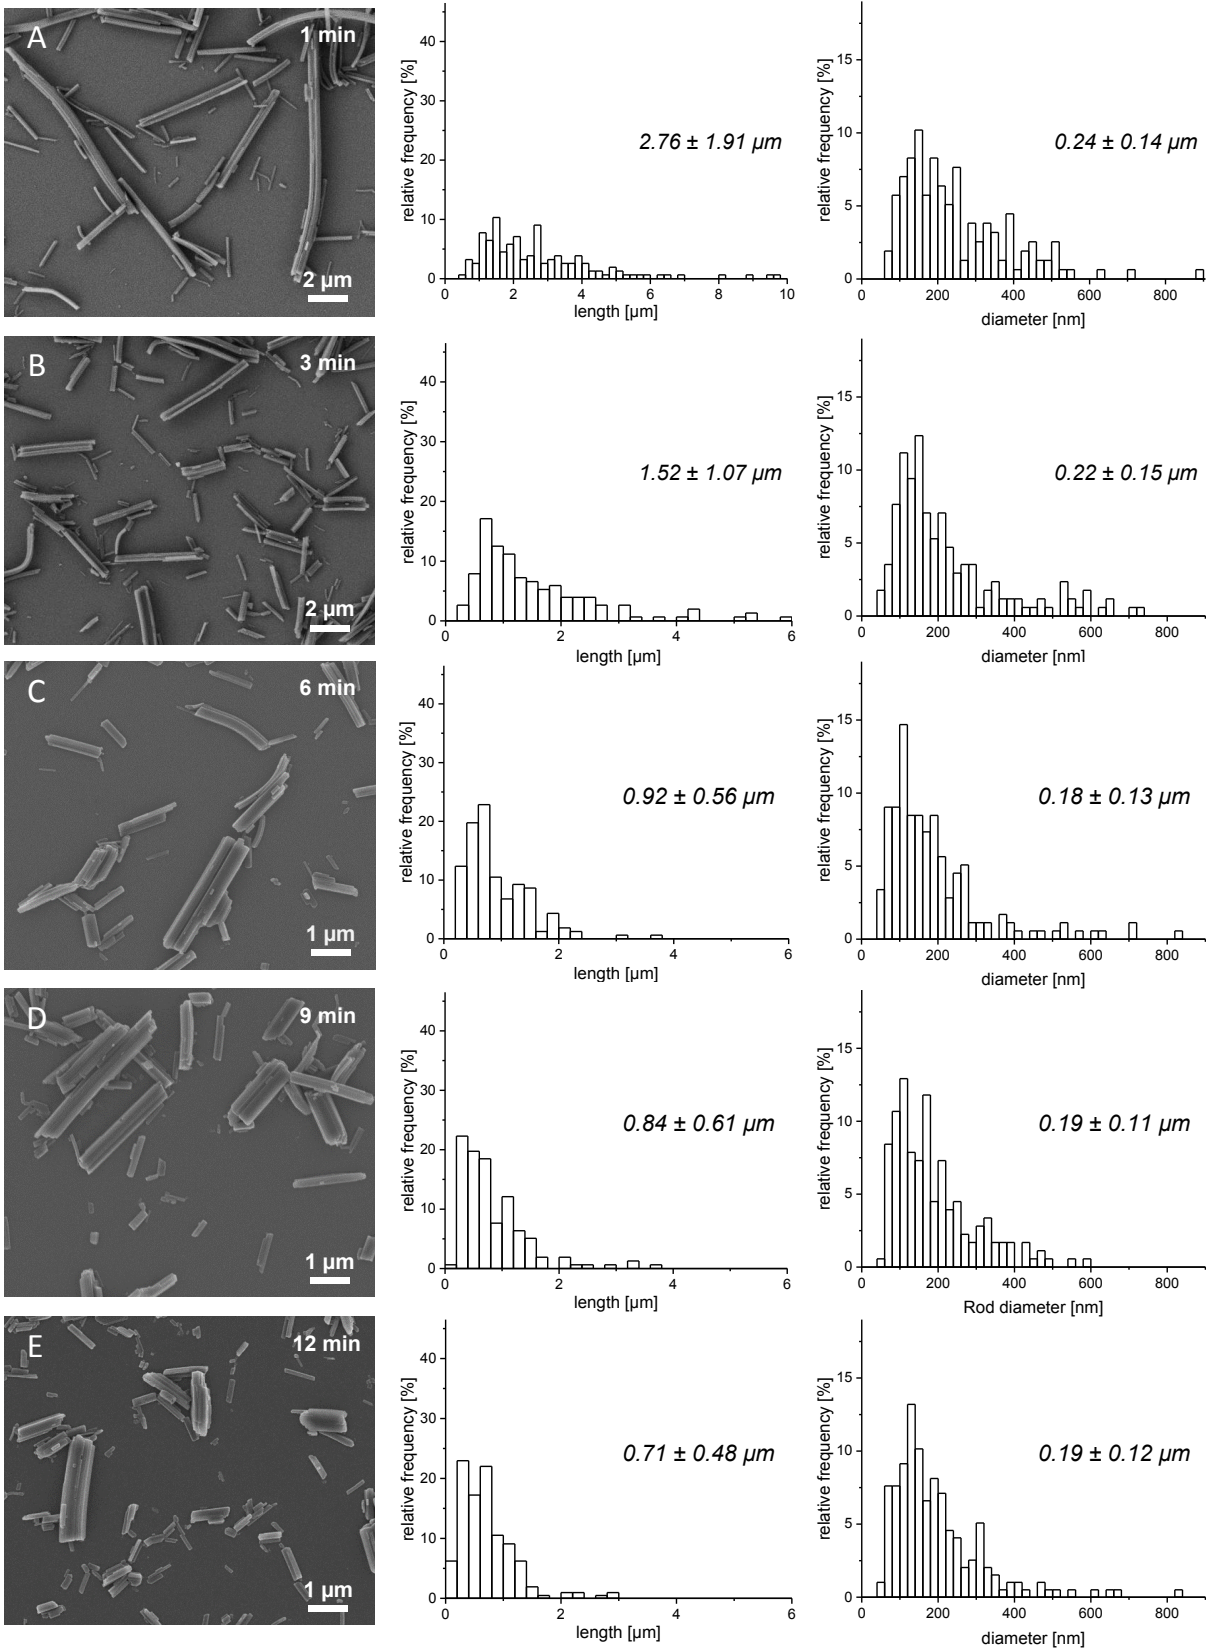 A
1 min
2 µm
relative frequency [%]
40
30
20
10
0
2.76 ± 1.91 µm
0 2 4 6 8 10
length [µm]
relative frequency [%]
15
10
5
0
0.24 ± 0.14 µm
0 200 400 600 800
diameter [nm]
B
3 min
2 µm
relative frequency [%]
40
30
20
10
0
1.52 ± 1.07 µm
0 2 4 6
length [µm]
relative frequency [%]
15
10
5
0
0.22 ± 0.15 µm
0 200 400 600 800
diameter [nm]
C
6 min
1 µm
relative frequency [%]
40
30
20
10
0
0.92 ± 0.56 µm
0 2 4 6
length [µm]
relative frequency [%]
15
10
5
0
0.18 ± 0.13 µm
0 200 400 600 800
diameter [nm]
D
9 min
1 µm
relative frequency [%]
40
30
20
10
0
0.84 ± 0.61 µm
0 2 4 6
length [µm]
relative frequency [%]
15
10
5
0
0.19 ± 0.11 µm
0 200 400 600 800
Rod diameter [nm]
E
12 min
1 µm
relative frequency [%]
40
30
20
10
0
0.71 ± 0.48 µm
0 2 4 6
length [µm]
relative frequency [%]
15
10
5
0
0.19 ± 0.12 µm
0 200 400 600 800
diameter [nm]